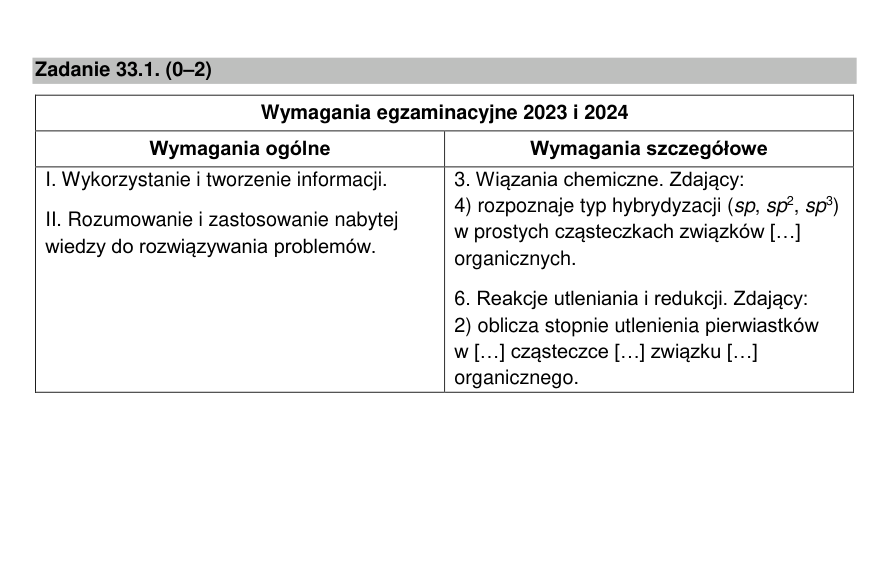 Zadanie 33.1. (0–2)
Wymagania egzaminacyjne 2023 i 2024
Wymagania ogólne
Wymagania szczegółowe
I. Wykorzystanie i tworzenie informacji.
II. Rozumowanie i zastosowanie nabytej
wiedzy do rozwiązywania problemów.
3. Wiązania chemiczne. Zdający:
4) rozpoznaje typ hybrydyzacji (sp, sp², sp³)
w prostych cząsteczkach związków […]
organicznych.
6. Reakcje utleniania i redukcji. Zdający:
2) oblicza stopnie utlenienia pierwiastków
w […] cząsteczce […] związku […]
organicznego.